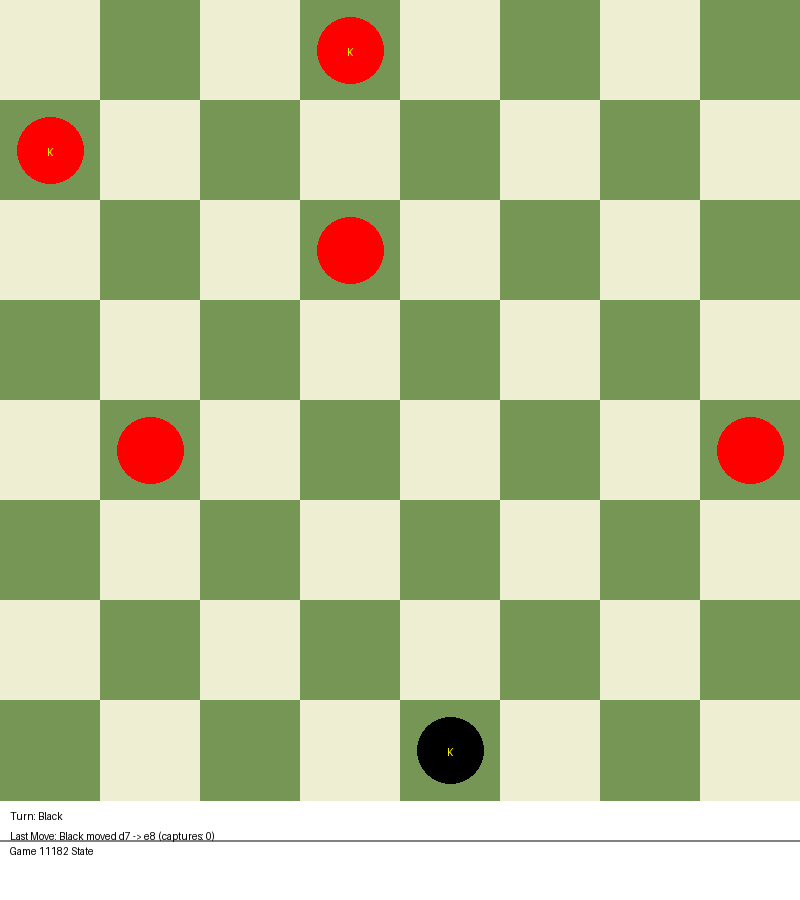 K
K
K
Turn: Black
Last Move: Black moved d7 -> e8 (captures: 0)
Game 11182 State